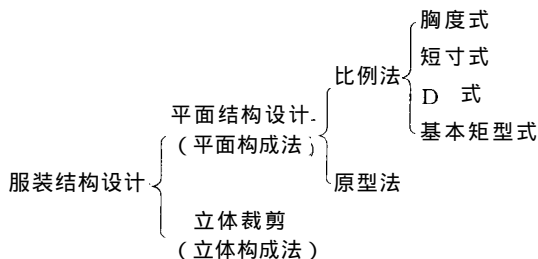 胸度式
短寸式
比例法
D 式
平面结构设计
(平面构成法)
基本矩型式
服装结构设计
原型法
立体裁剪
(立体构成法)